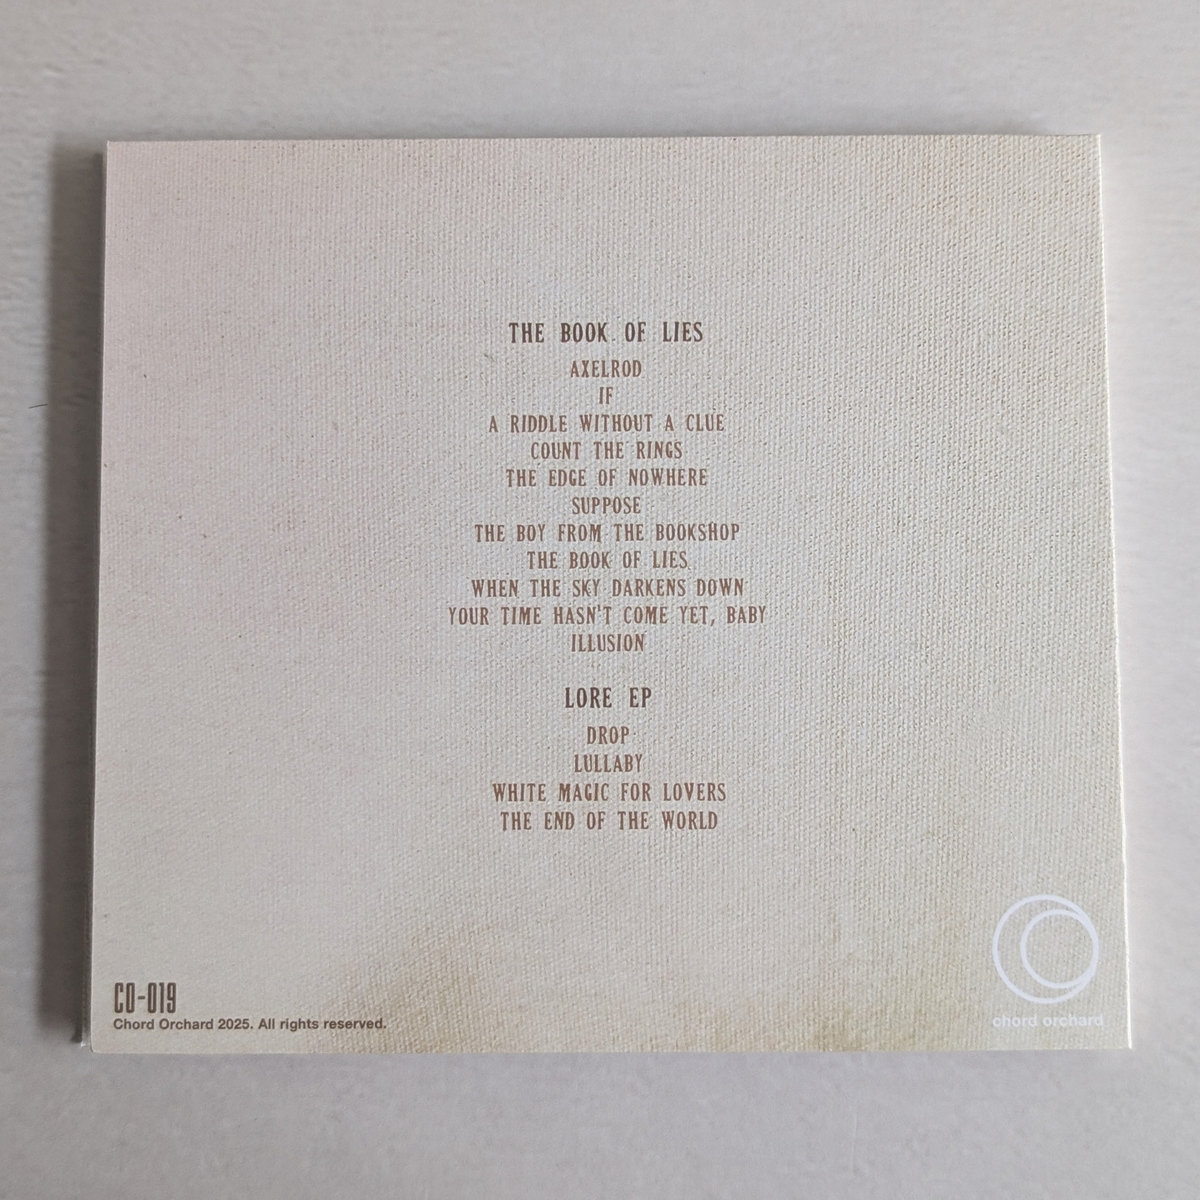 THE BOOK OF LIES
AXELROD
IF
A RIDDLE WITHOUT A CLUE
COUNT THE RINGS
THE EDGE OF NOWHERE
SUPPOSE
THE BOY FROM THE BOOKSHOP
THE BOOK OF LIES
WHEN THE SKY DARKENS DOWN
YOUR TIME HASN'T COME YET, BABY
ILLUSION
LORE EP
DROP
LULLABY
WHITE MAGIC FOR LOVERS
THE END OF THE WORLD
CO-019
Chord Orchard 2025. All rights reserved.
chord orchard